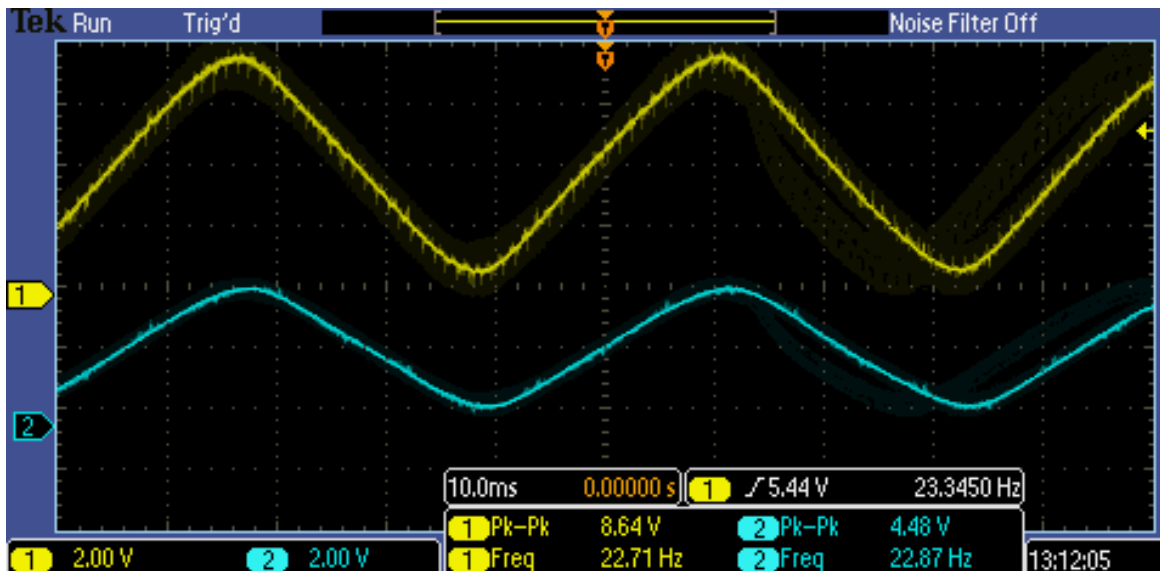 Tek Run Trig'd Noise Filter Off
T
T
1
2
10.0ms 0.00000 s 1 5.44 V 23.3450 Hz
1 Pk-Pk 8.64 V 2 Pk-Pk 4.48 V
1 Freq 22.71 Hz 2 Freq 22.87 Hz
1 2.00 V 2 2.00 V 13:12:05